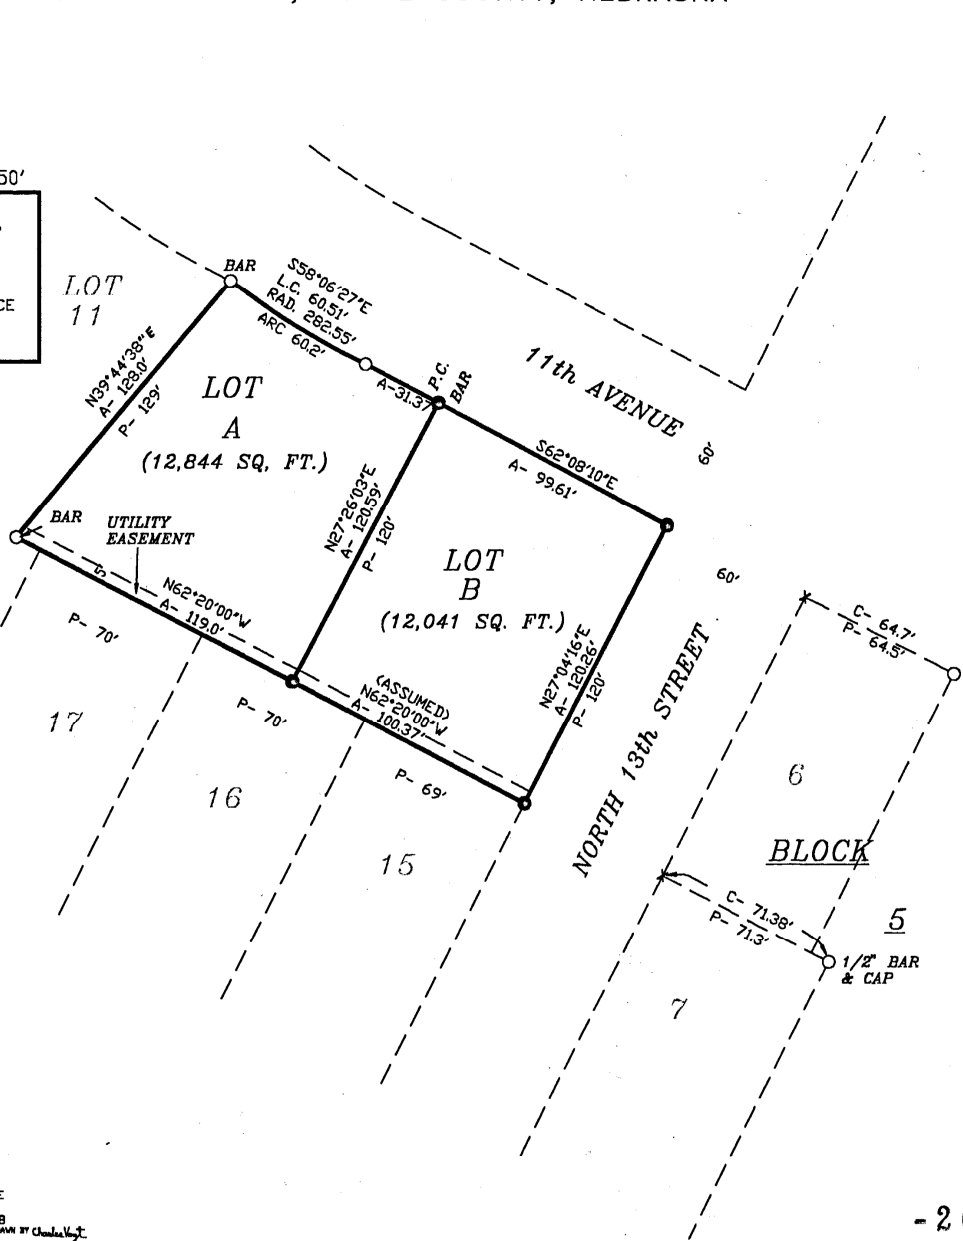 50'
CE
LOT
11
BAR
S58°06'27"E
L.C. 60.51'
RAD. 282.55'
ARC 60.2'
N39°44'38"E
A- 128.0'
P- 129'
LOT
A
(12,844 SQ, FT.)
A-31.37'
P.C.
BAR
11th AVENUE
60'
S62°08'10"E
A- 99.61'
N27°26'03"E
A- 120.59'
P- 120'
BAR
UTILITY
EASEMENT
5'
N62°20'00"W
A- 119.0'
P- 70'
LOT
B
(12,041 SQ. FT.)
60'
N27°04'16"E
A- 120.26'
P- 120'
(ASSUMED)
N62°20'00"W
A- 100.37'
P- 70'
P- 69'
NORTH 13th STREET
C- 64.7'
P- 64.5'
17
16
15
6
BLOCK
5
C- 71.38'
P- 71.3'
1/2" BAR
& CAP
7
E
B
AWN BY Charles Voyt
-2